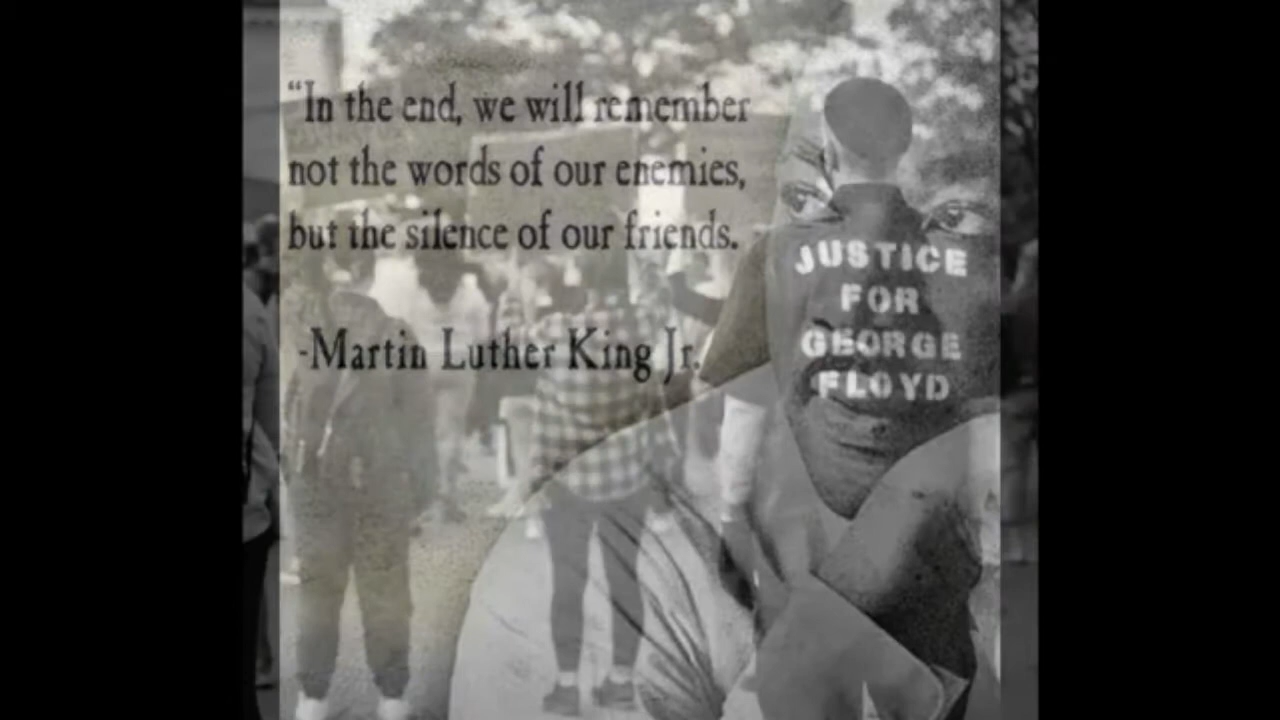 “In the end, we will remember
not the words of our enemies,
but the silence of our friends.
-Martin Luther King Jr.
JUSTICE
FOR
GEORGE
FLOYD